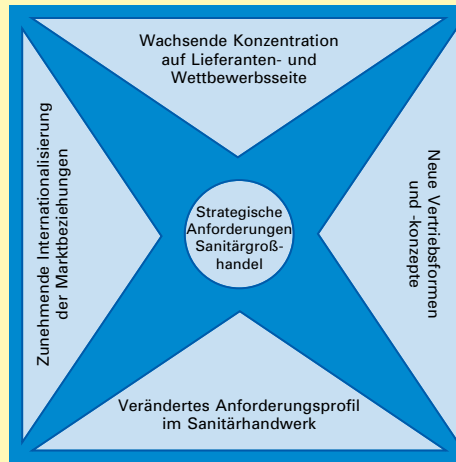 Wachsende Konzentration
auf Lieferanten- und
Wettbewerbsseite
Zunehmende Internationalisierung
der Marktbeziehungen
Strategische
Anforderungen
Sanitärgroß-
handel
Neue Vertriebsformen
und -konzepte
Verändertes Anforderungsprofil
im Sanitärhandwerk